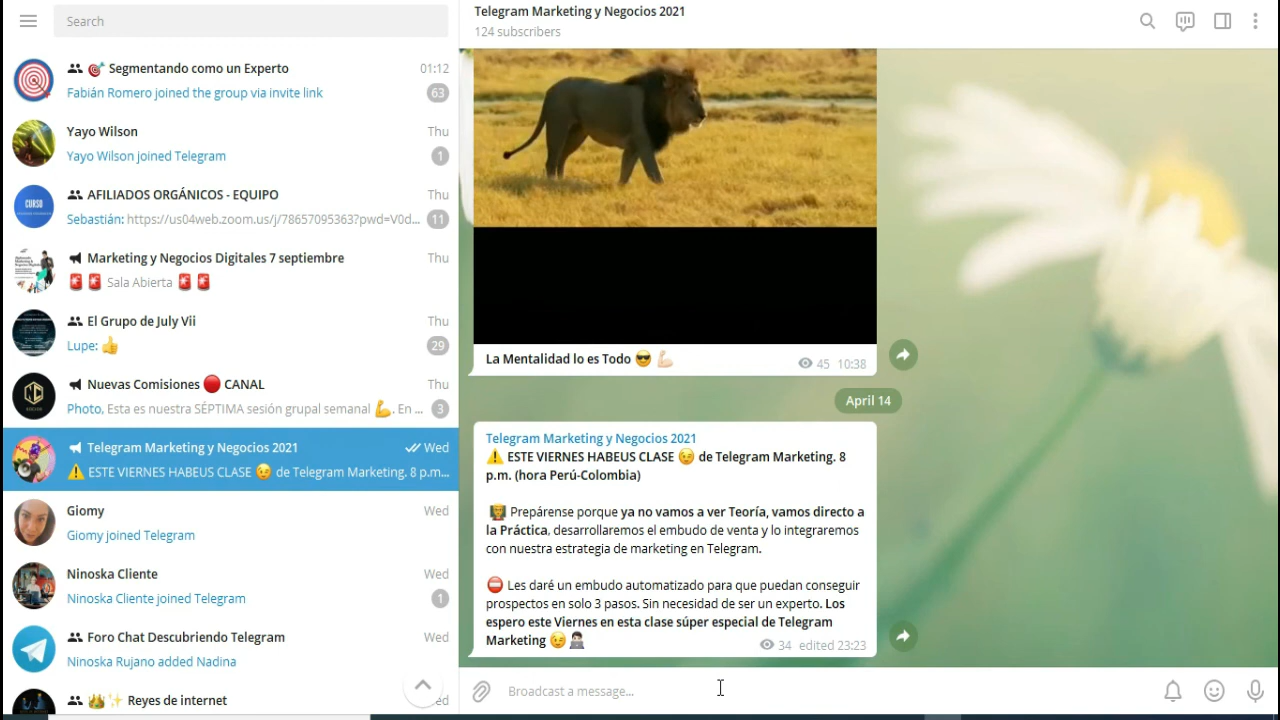 Search
Segmentando como un Experto
01:12
Fabián Romero joined the group via invite link
63
Yayo Wilson
Thu
Yayo Wilson joined Telegram
1
AFILIADOS ORGÁNICOS - EQUIPO
Thu
CURSO
Sebastián: https://us04web.zoom.us/j/78657095363?pwd=V0d...
11
Marketing y Negocios Digitales 7 septiembre
Thu
🚨 🚨 Sala Abierta 🚨 🚨
El Grupo de July Vii
Thu
Lupe: 👍
29
Nuevas Comisiones 🔴 CANAL
Thu
Photo, Esta es nuestra SÉPTIMA sesión grupal semanal 💪. En ...
3
Telegram Marketing y Negocios 2021
Wed
⚠️ ESTE VIERNES HABEUS CLASE 😉 de Telegram Marketing. 8 p.m...
Giomy
Wed
Giomy joined Telegram
Ninoska Cliente
Wed
Ninoska Cliente joined Telegram
1
Foro Chat Descubriendo Telegram
Wed
Ninoska Rujano added Nadina
👑✨ Reyes de internet
Telegram Marketing y Negocios 2021
124 subscribers
La Mentalidad lo es Todo 😎 💪🏻
45 10:38
April 14
Telegram Marketing y Negocios 2021
⚠️ ESTE VIERNES HABEUS CLASE 😉 de Telegram Marketing. 8
p.m. (hora Perú-Colombia)
👨‍🏫 Prepárense porque ya no vamos a ver Teoría, vamos directo a
la Práctica, desarrollaremos el embudo de venta y lo integraremos
con nuestra estrategia de marketing en Telegram.
⛔ Les daré un embudo automatizado para que puedan conseguir
prospectos en solo 3 pasos. Sin necesidad de ser un experto. Los
espero este Viernes en esta clase súper especial de Telegram
Marketing 😉 👨🏻‍💻
34 edited 23:23
Broadcast a message...